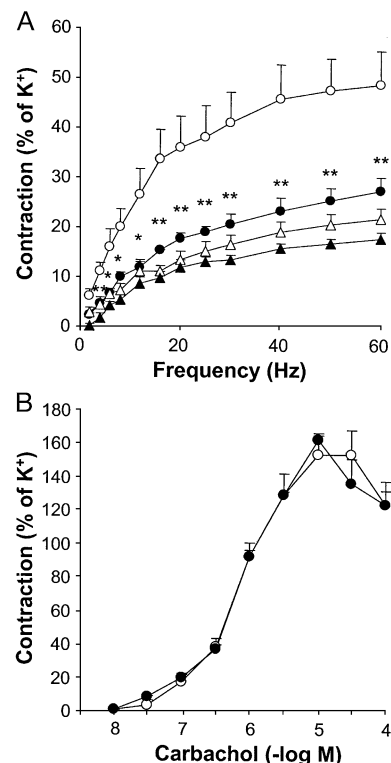 A
Contraction (% of K⁺)
60
50
40
30
20
10
0
** * * * ** ** ** ** ** ** **
0 20 40 60
Frequency (Hz)
B
Contraction (% of K⁺)
180
160
140
120
100
80
60
40
20
0
8 7 6 5 4
Carbachol (-log M)